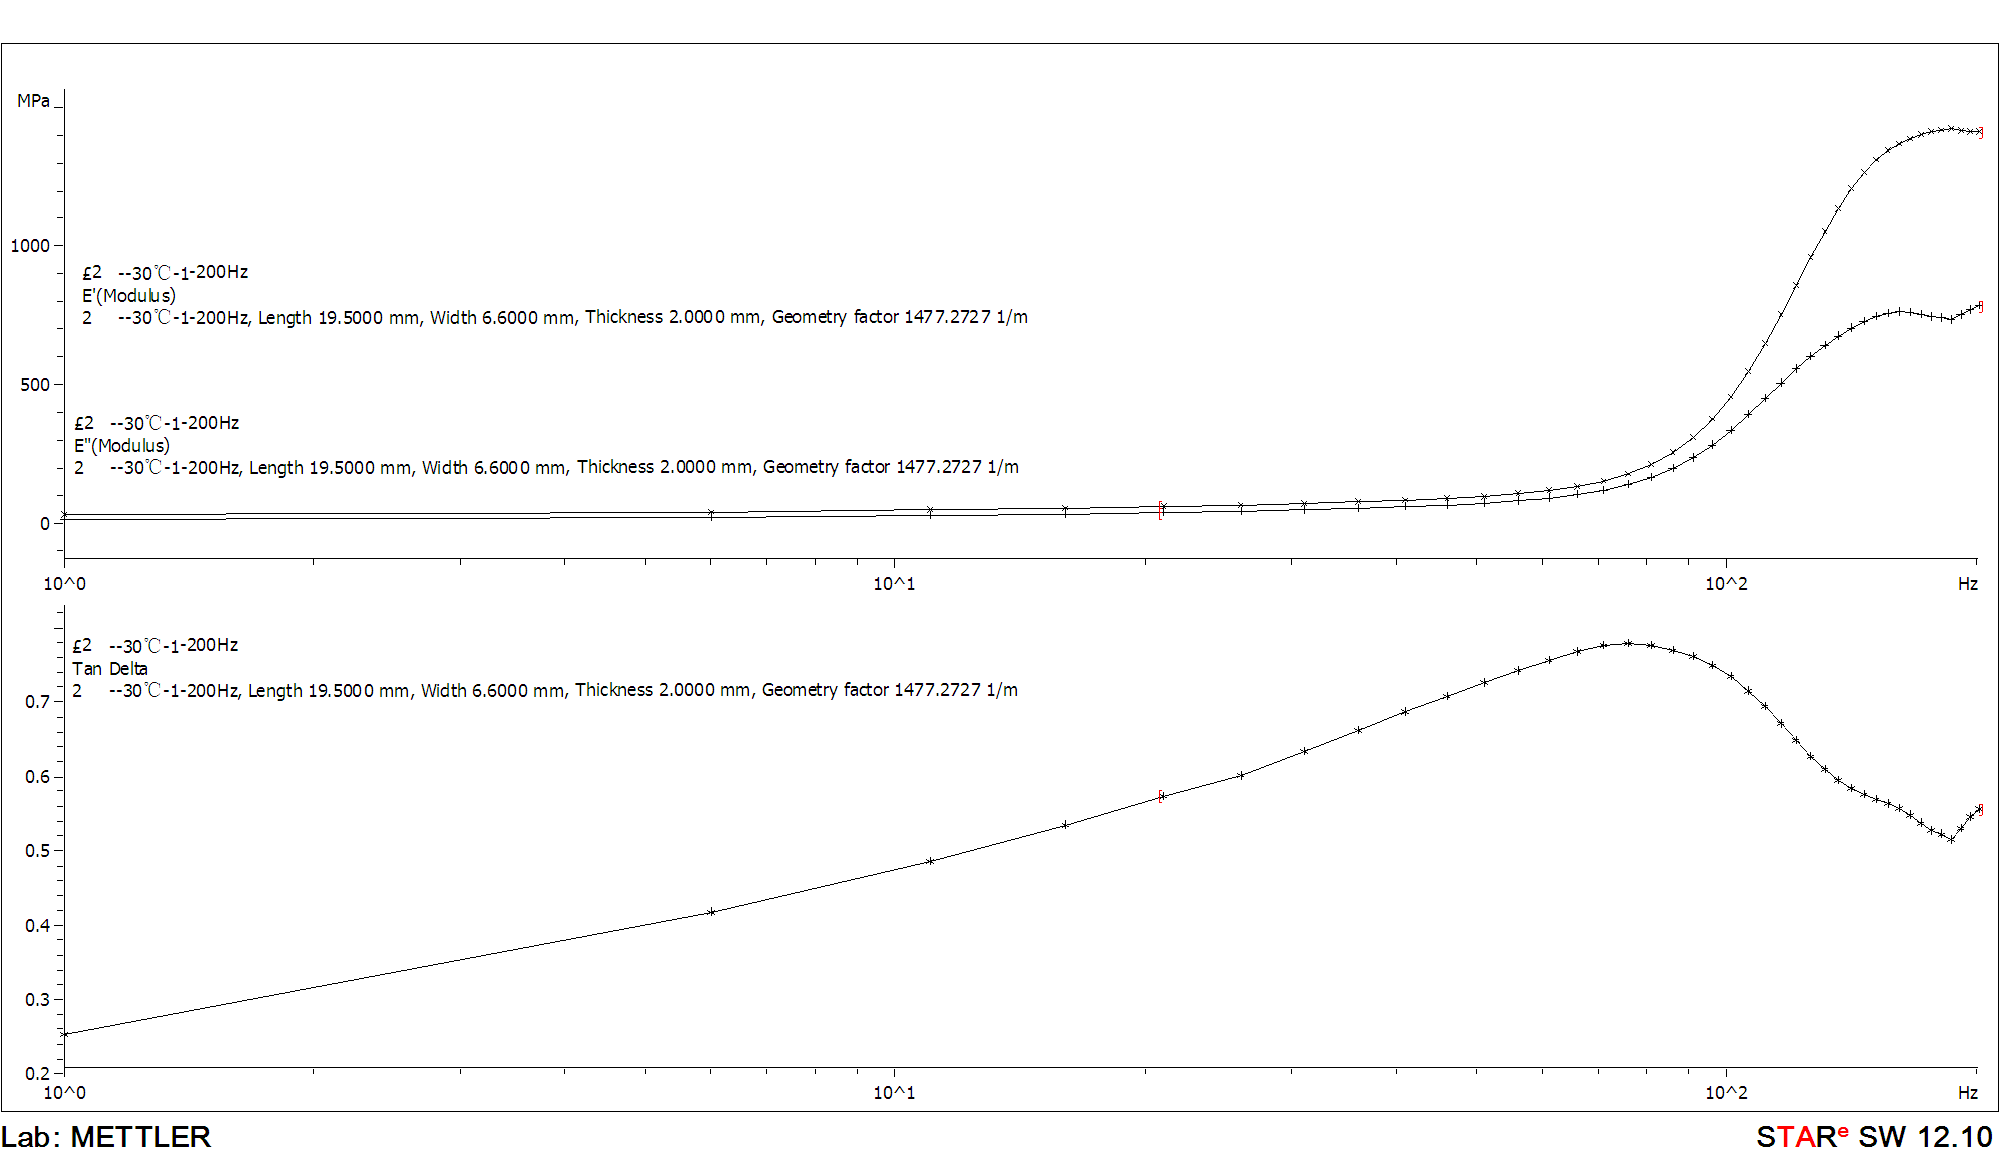 MPa
1000
500
0
£2 --30℃-1-200Hz
E'(Modulus)
2 --30℃-1-200Hz, Length 19.5000 mm, Width 6.6000 mm, Thickness 2.0000 mm, Geometry factor 1477.2727 1/m
£2 --30℃-1-200Hz
E"(Modulus)
2 --30℃-1-200Hz, Length 19.5000 mm, Width 6.6000 mm, Thickness 2.0000 mm, Geometry factor 1477.2727 1/m
10^0 10^1 10^2 Hz
£2 --30℃-1-200Hz
Tan Delta
2 --30℃-1-200Hz, Length 19.5000 mm, Width 6.6000 mm, Thickness 2.0000 mm, Geometry factor 1477.2727 1/m
0.7
0.6
0.5
0.4
0.3
0.2
10^0 10^1 10^2 Hz
Lab: METTLER STARe SW 12.10